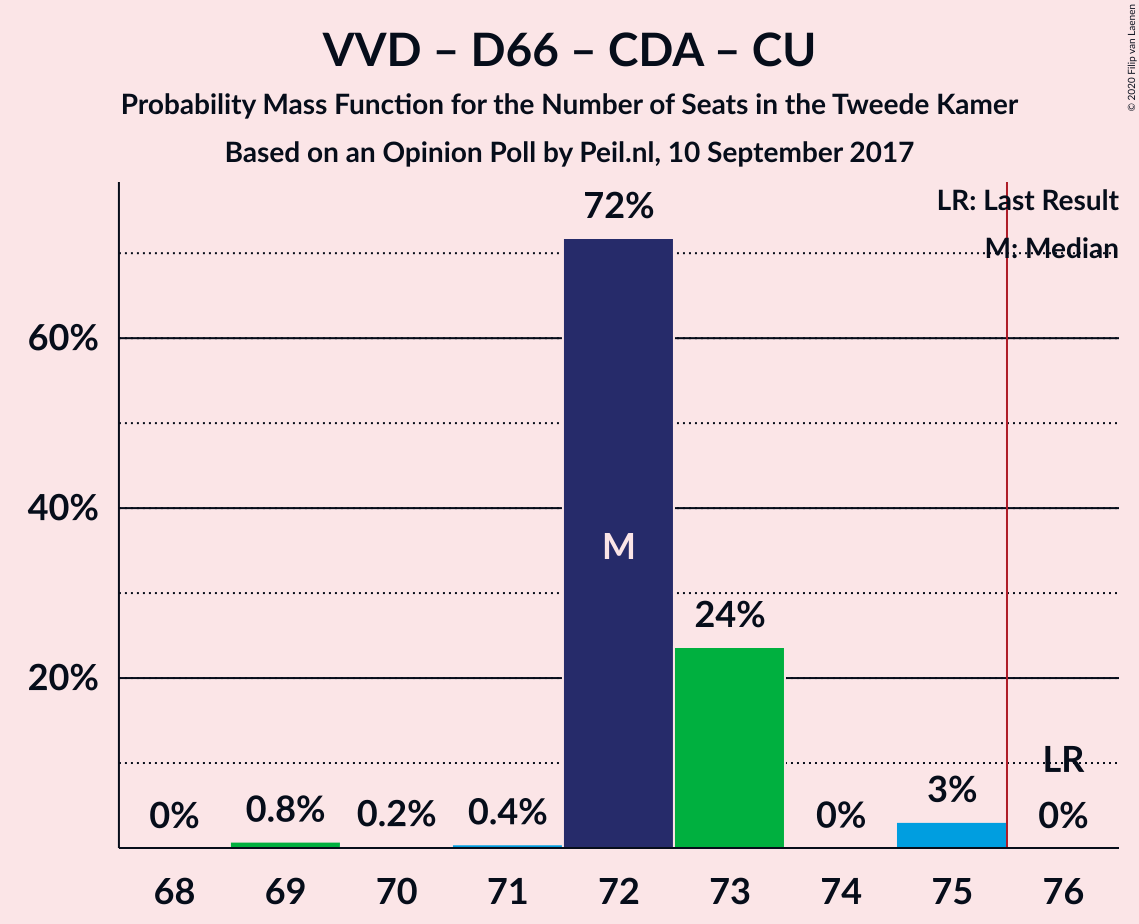 VVD – D66 – CDA – CU
Probability Mass Function for the Number of Seats in the Tweede Kamer
Based on an Opinion Poll by Peil.nl, 10 September 2017
© 2020 Filip van Laenen
LR: Last Result
M: Median
72%
60%
40%
M
24%
20%
LR
0%
0.8%
0.2%
0.4%
0%
3%
0%
68 69 70 71 72 73 74 75 76